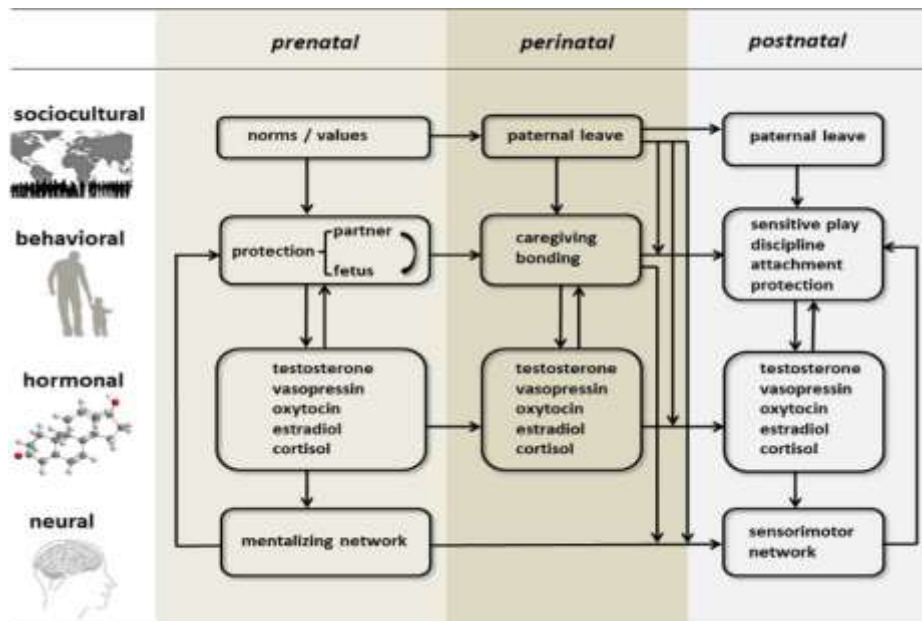 prenatal perinatal postnatal
sociocultural
norms / values
paternal leave
paternal leave
behavioral
protection
partner
fetus
caregiving
bonding
sensitive play
discipline
attachment
protection
hormonal
testosterone
vasopressin
oxytocin
estradiol
cortisol
testosterone
vasopressin
oxytocin
estradiol
cortisol
testosterone
vasopressin
oxytocin
estradiol
cortisol
neural
mentalizing network
sensorimotor
network